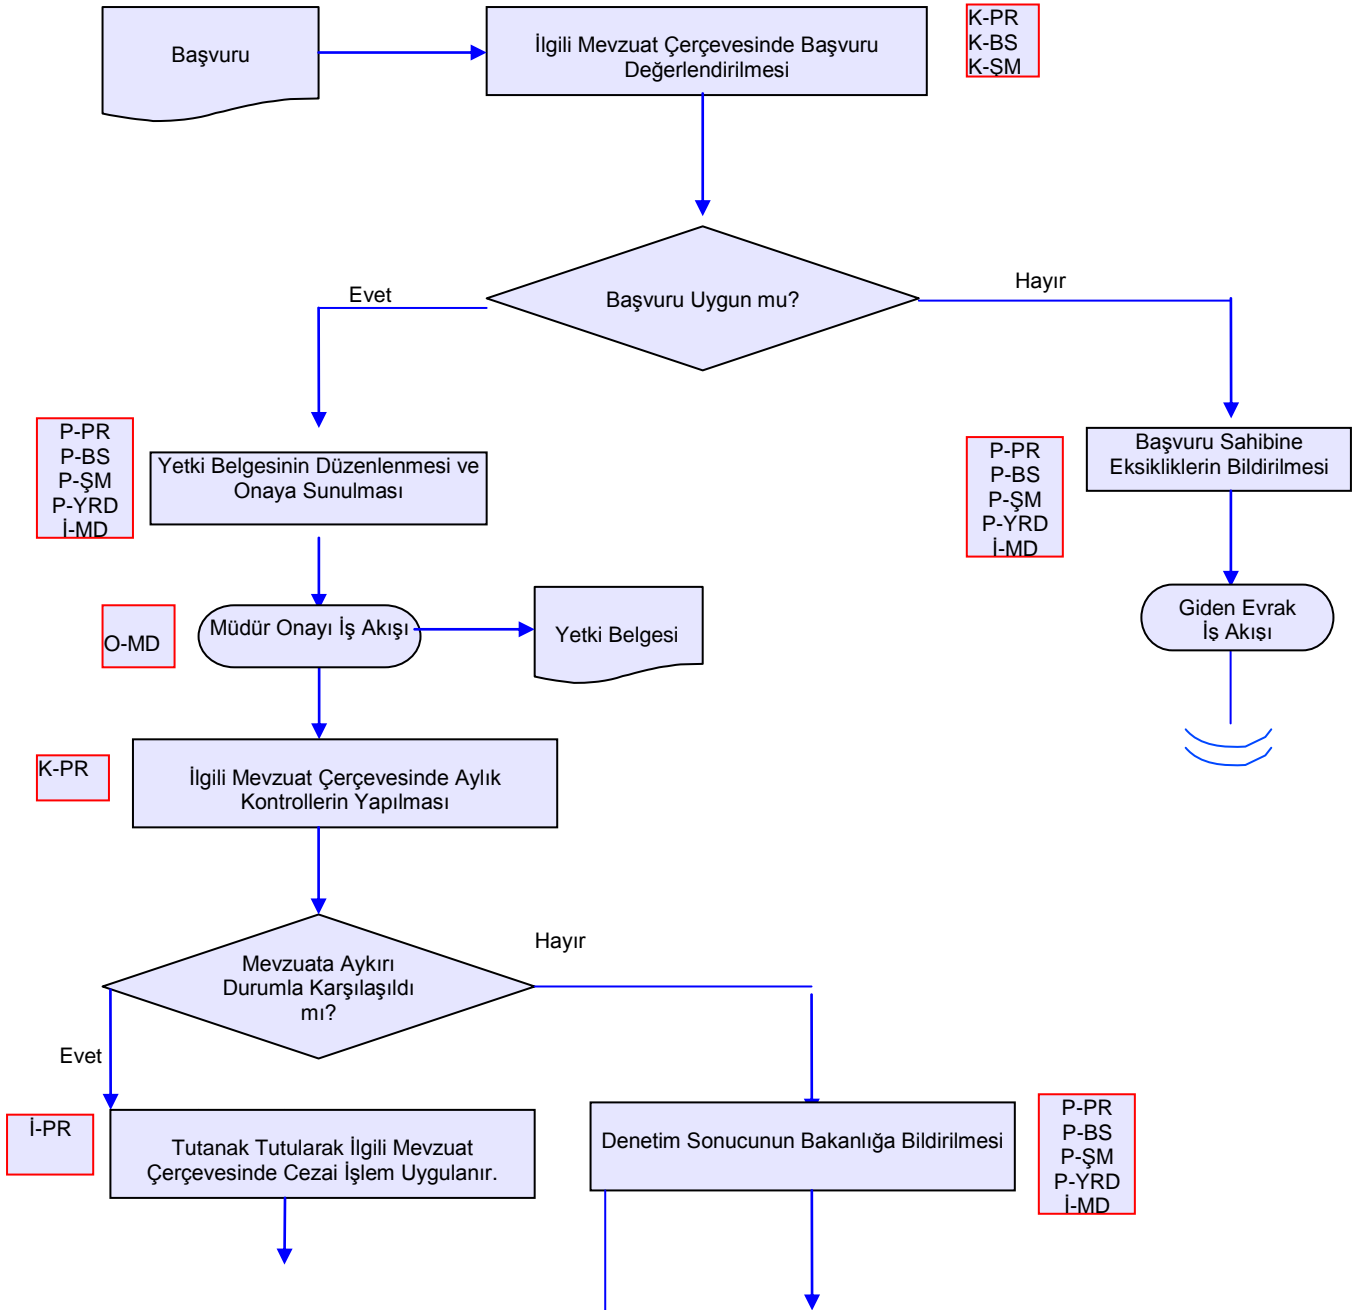 Başvuru
İlgili Mevzuat Çerçevesinde Başvuru
Değerlendirilmesi
K-PR
K-BS
K-ŞM
Başvuru Uygun mu?
Evet
Hayır
P-PR
P-BS
P-ŞM
P-YRD
İ-MD
Yetki Belgesinin Düzenlenmesi ve
Onaya Sunulması
P-PR
P-BS
P-ŞM
P-YRD
İ-MD
Başvuru Sahibine
Eksikliklerin Bildirilmesi
O-MD
Müdür Onayı İş Akışı
Yetki Belgesi
Giden Evrak
İş Akışı
K-PR
İlgili Mevzuat Çerçevesinde Aylık
Kontrollerin Yapılması
Mevzuata Aykırı
Durumla Karşılaşıldı
mı?
Hayır
Evet
İ-PR
Tutanak Tutularak İlgili Mevzuat
Çerçevesinde Cezai İşlem Uygulanır.
Denetim Sonucunun Bakanlığa Bildirilmesi
P-PR
P-BS
P-ŞM
P-YRD
İ-MD